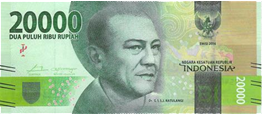 20000
DUA PULUH RIBU RUPIAH
NEGARA KESATUAN REPUBLIK
INDONESIA
20000